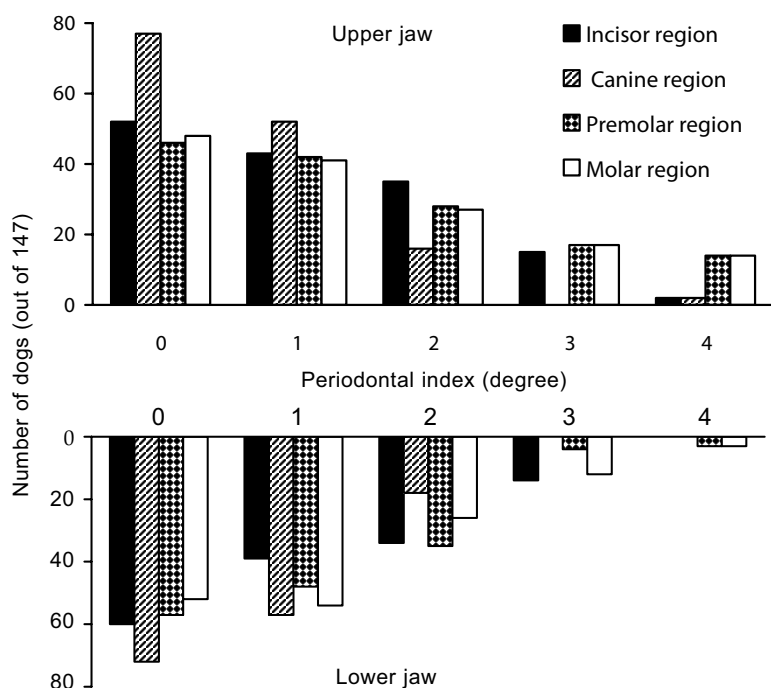 80
60
40
20
0
Upper jaw
Incisor region
Canine region
Premolar region
Molar region
0 1 2 3 4
Periodontal index (degree)
Number of dogs (out of 147)
0 1 2 3 4
0
20
40
60
80
Lower jaw